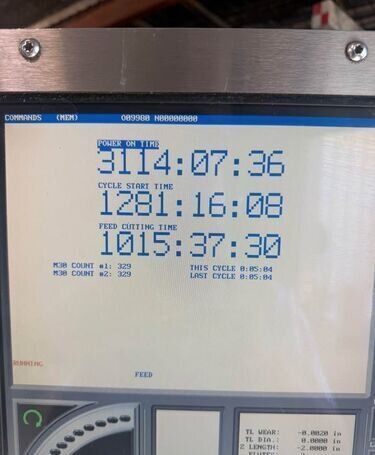 COMMANDS (MEM) O09980 N00000000
POWER ON TIME
3114:07:36
CYCLE START TIME
1281:16:08
FEED CUTTING TIME
1015:37:30
M30 COUNT #1: 329 THIS CYCLE 0:05:04
M30 COUNT #2: 329 LAST CYCLE 0:05:04
RUNNING
FEED
TL WEAR: -0.0020 in
TL DIA.: 0.0000 in
Z LENGTH: -2.0000 in